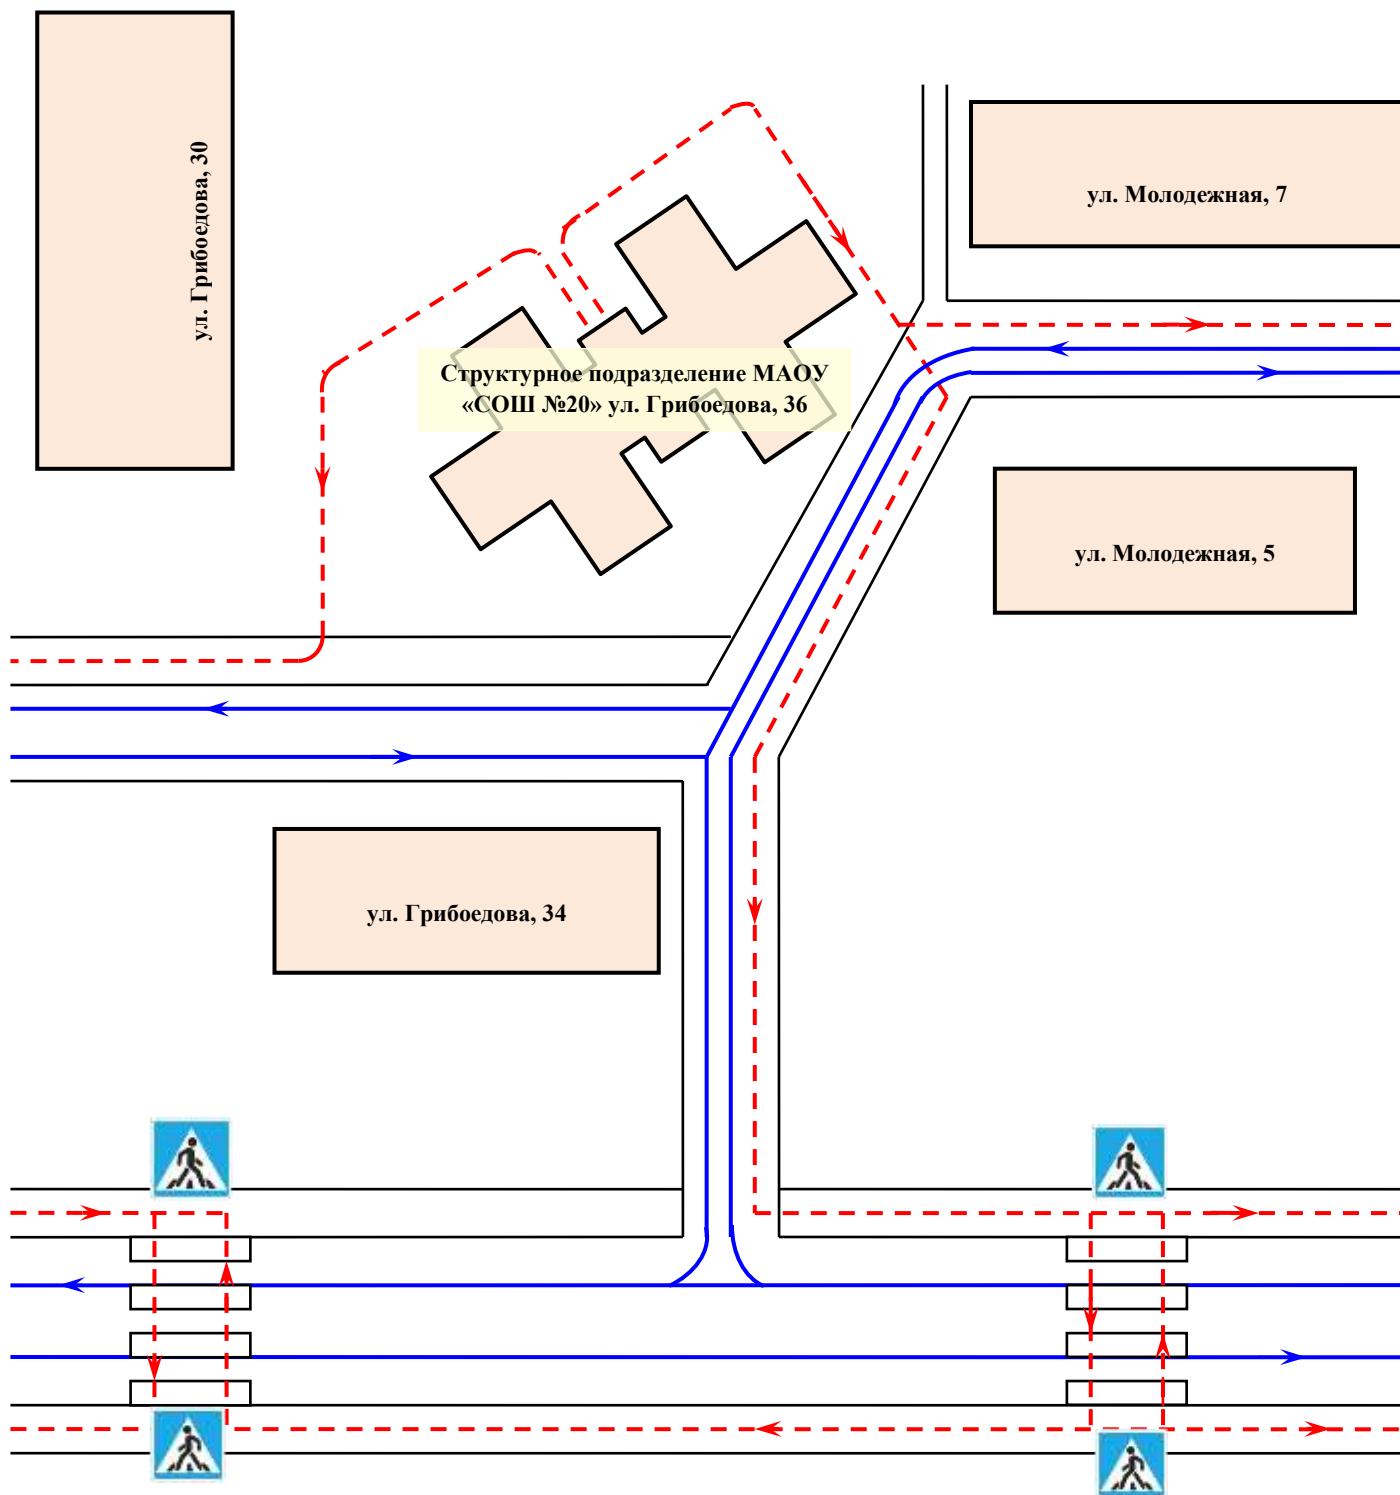 ул. Грибоедова, 30
ул. Молодежная, 7
Структурное подразделение МАОУ
«СОШ №20» ул. Грибоедова, 36
ул. Молодежная, 5
ул. Грибоедова, 34